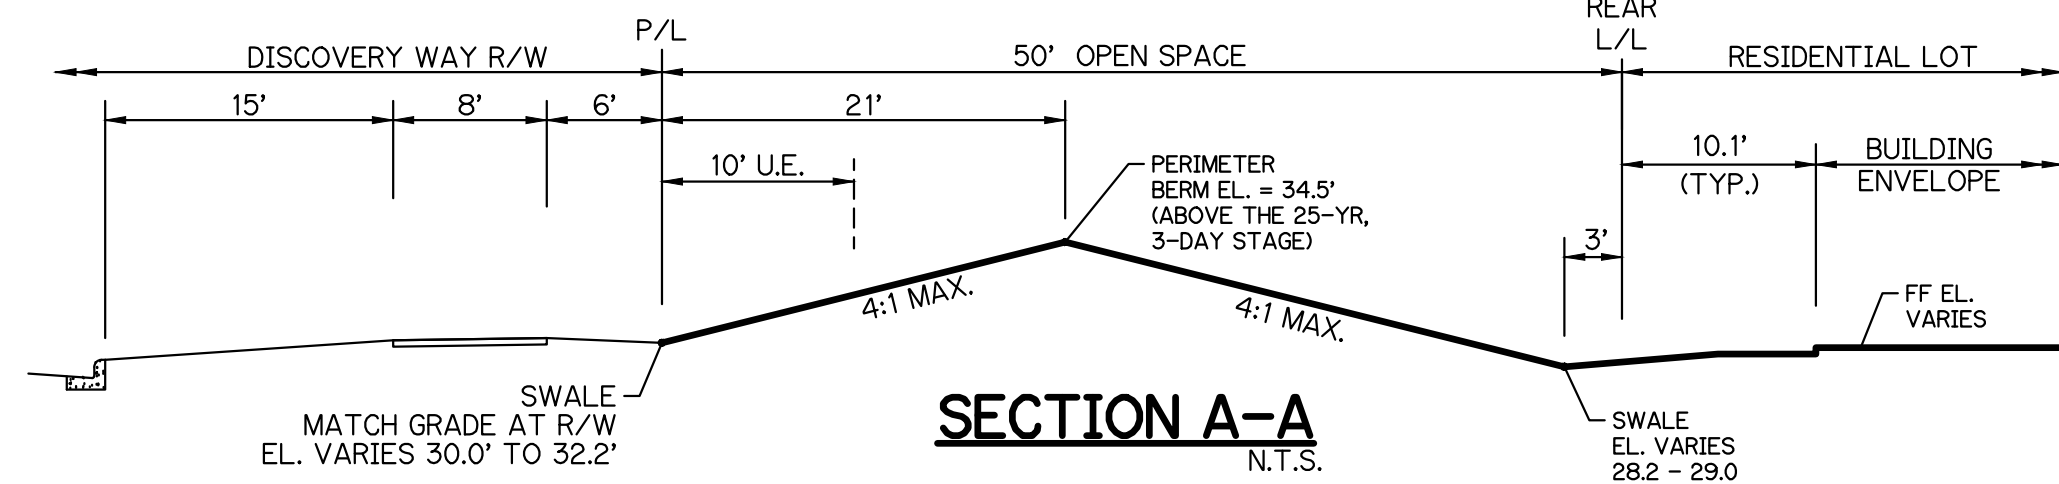 REAR
P/L
L/L
DISCOVERY WAY R/W
50' OPEN SPACE
RESIDENTIAL LOT
15'
8'
6'
21'
10' U.E.
10.1'
(TYP.)
BUILDING
ENVELOPE
PERIMETER
BERM EL. = 34.5'
(ABOVE THE 25-YR,
3-DAY STAGE)
3'
4:1 MAX.
4:1 MAX.
FF EL.
VARIES
SWALE
MATCH GRADE AT R/W
EL. VARIES 30.0' TO 32.2'
SECTION A-A
N.T.S.
SWALE
EL. VARIES
28.2 - 29.0